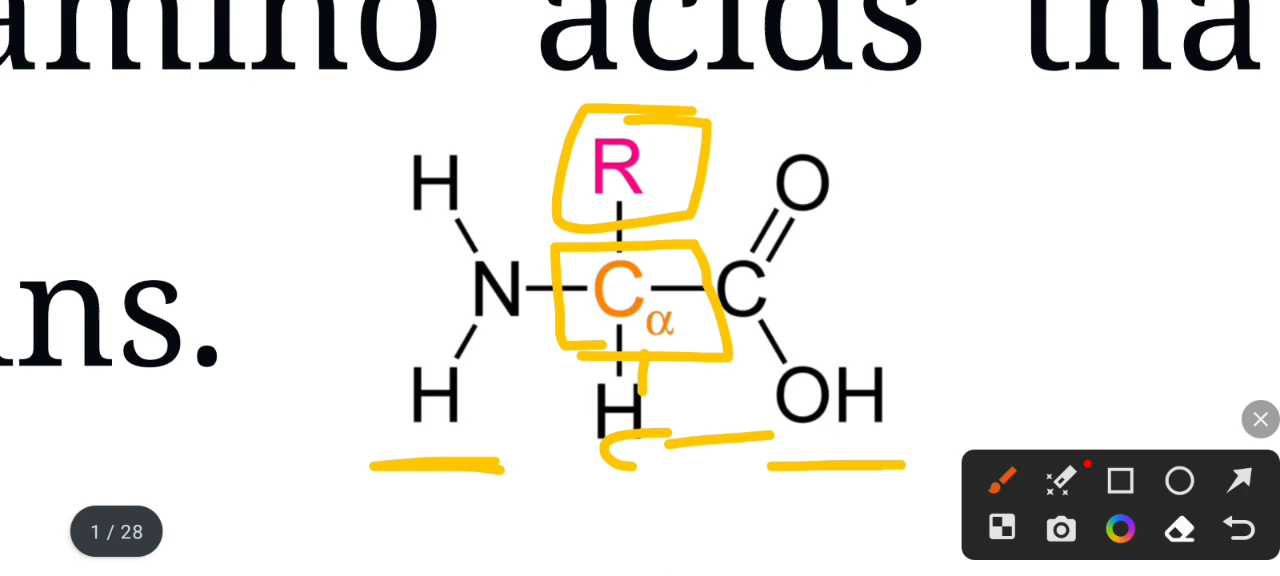 amino acids tha
H R O
N C α C
ns.
H H OH
1 / 28